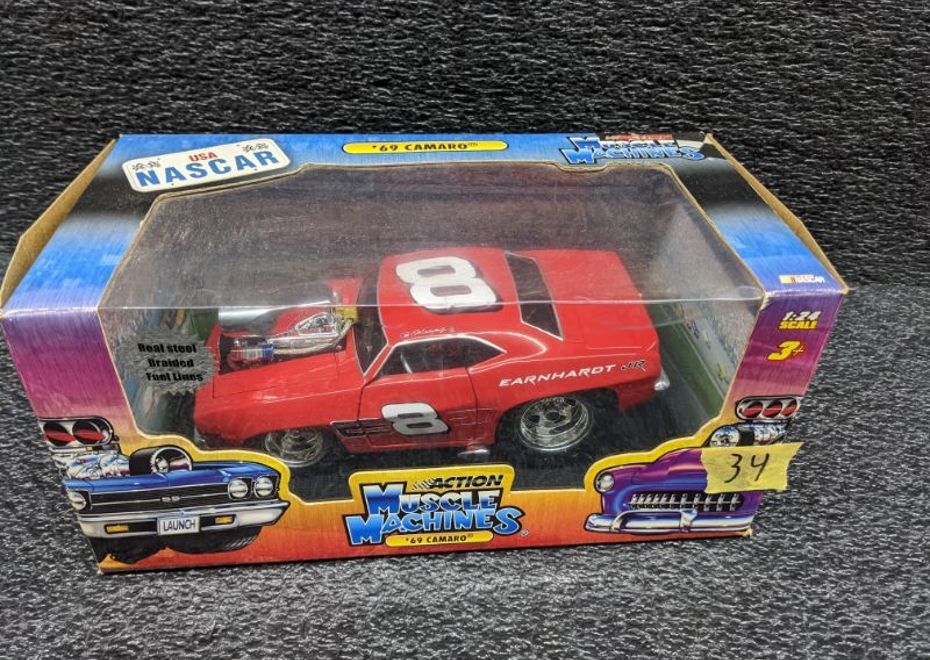 USA
NASCAR
'69 CAMARO
MUSCLE
MACHINES
NASCAR
1:24
SCALE
3+
8
Real steel
Braided
Fuel Lines
EARNHARDT JR
8
SS
LAUNCH
ACTION
MUSCLE
MACHINES
'69 CAMARO
34